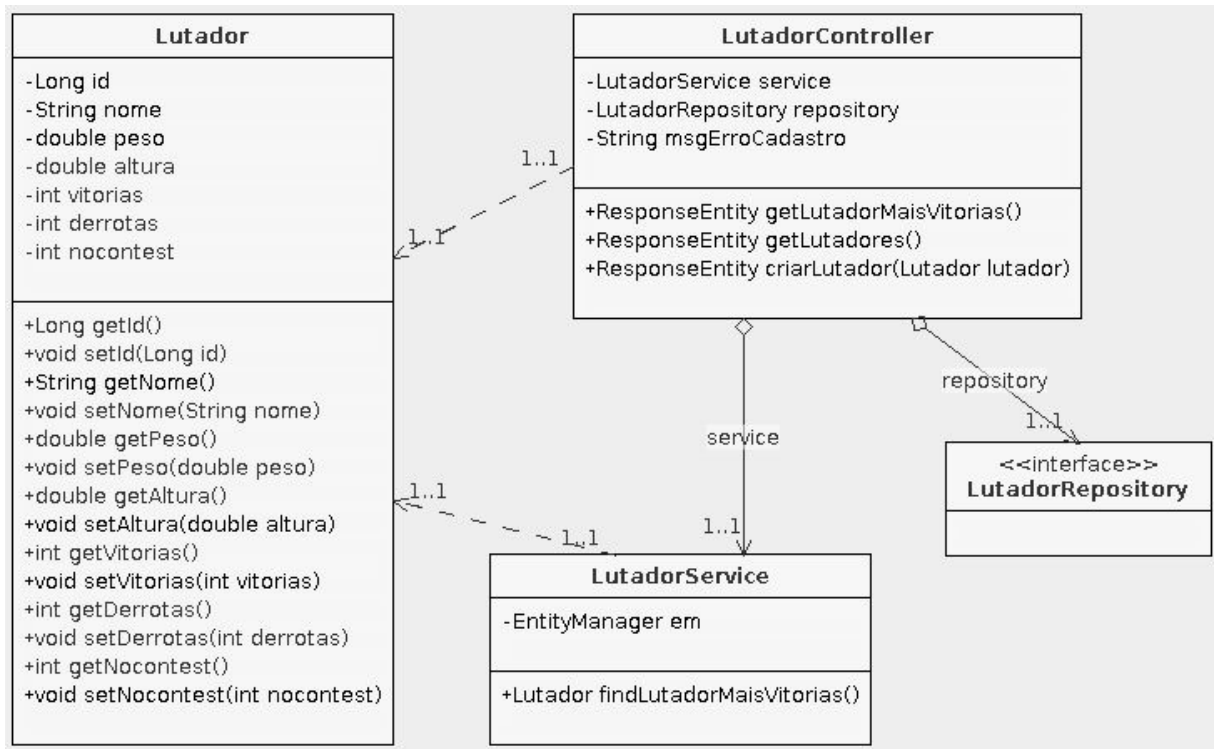 Lutador
-Long id
-String nome
-double peso
-double altura
-int vitorias
-int derrotas
-int nocontest
+Long getId()
+void setId(Long id)
+String getNome()
+void setNome(String nome)
+double getPeso()
+void setPeso(double peso)
+double getAltura()
+void setAltura(double altura)
+int getVitorias()
+void setVitorias(int vitorias)
+int getDerrotas()
+void setDerrotas(int derrotas)
+int getNocontest()
+void setNocontest(int nocontest)
LutadorController
-LutadorService service
-LutadorRepository repository
-String msgErroCadastro
+ResponseEntity getLutadorMaisVitorias()
+ResponseEntity getLutadores()
+ResponseEntity criarLutador(Lutador lutador)
1..1
1..1
repository
1..1
service
1..1
1..1
1..1
<<interface>>
LutadorRepository
LutadorService
-EntityManager em
+Lutador findLutadorMaisVitorias()